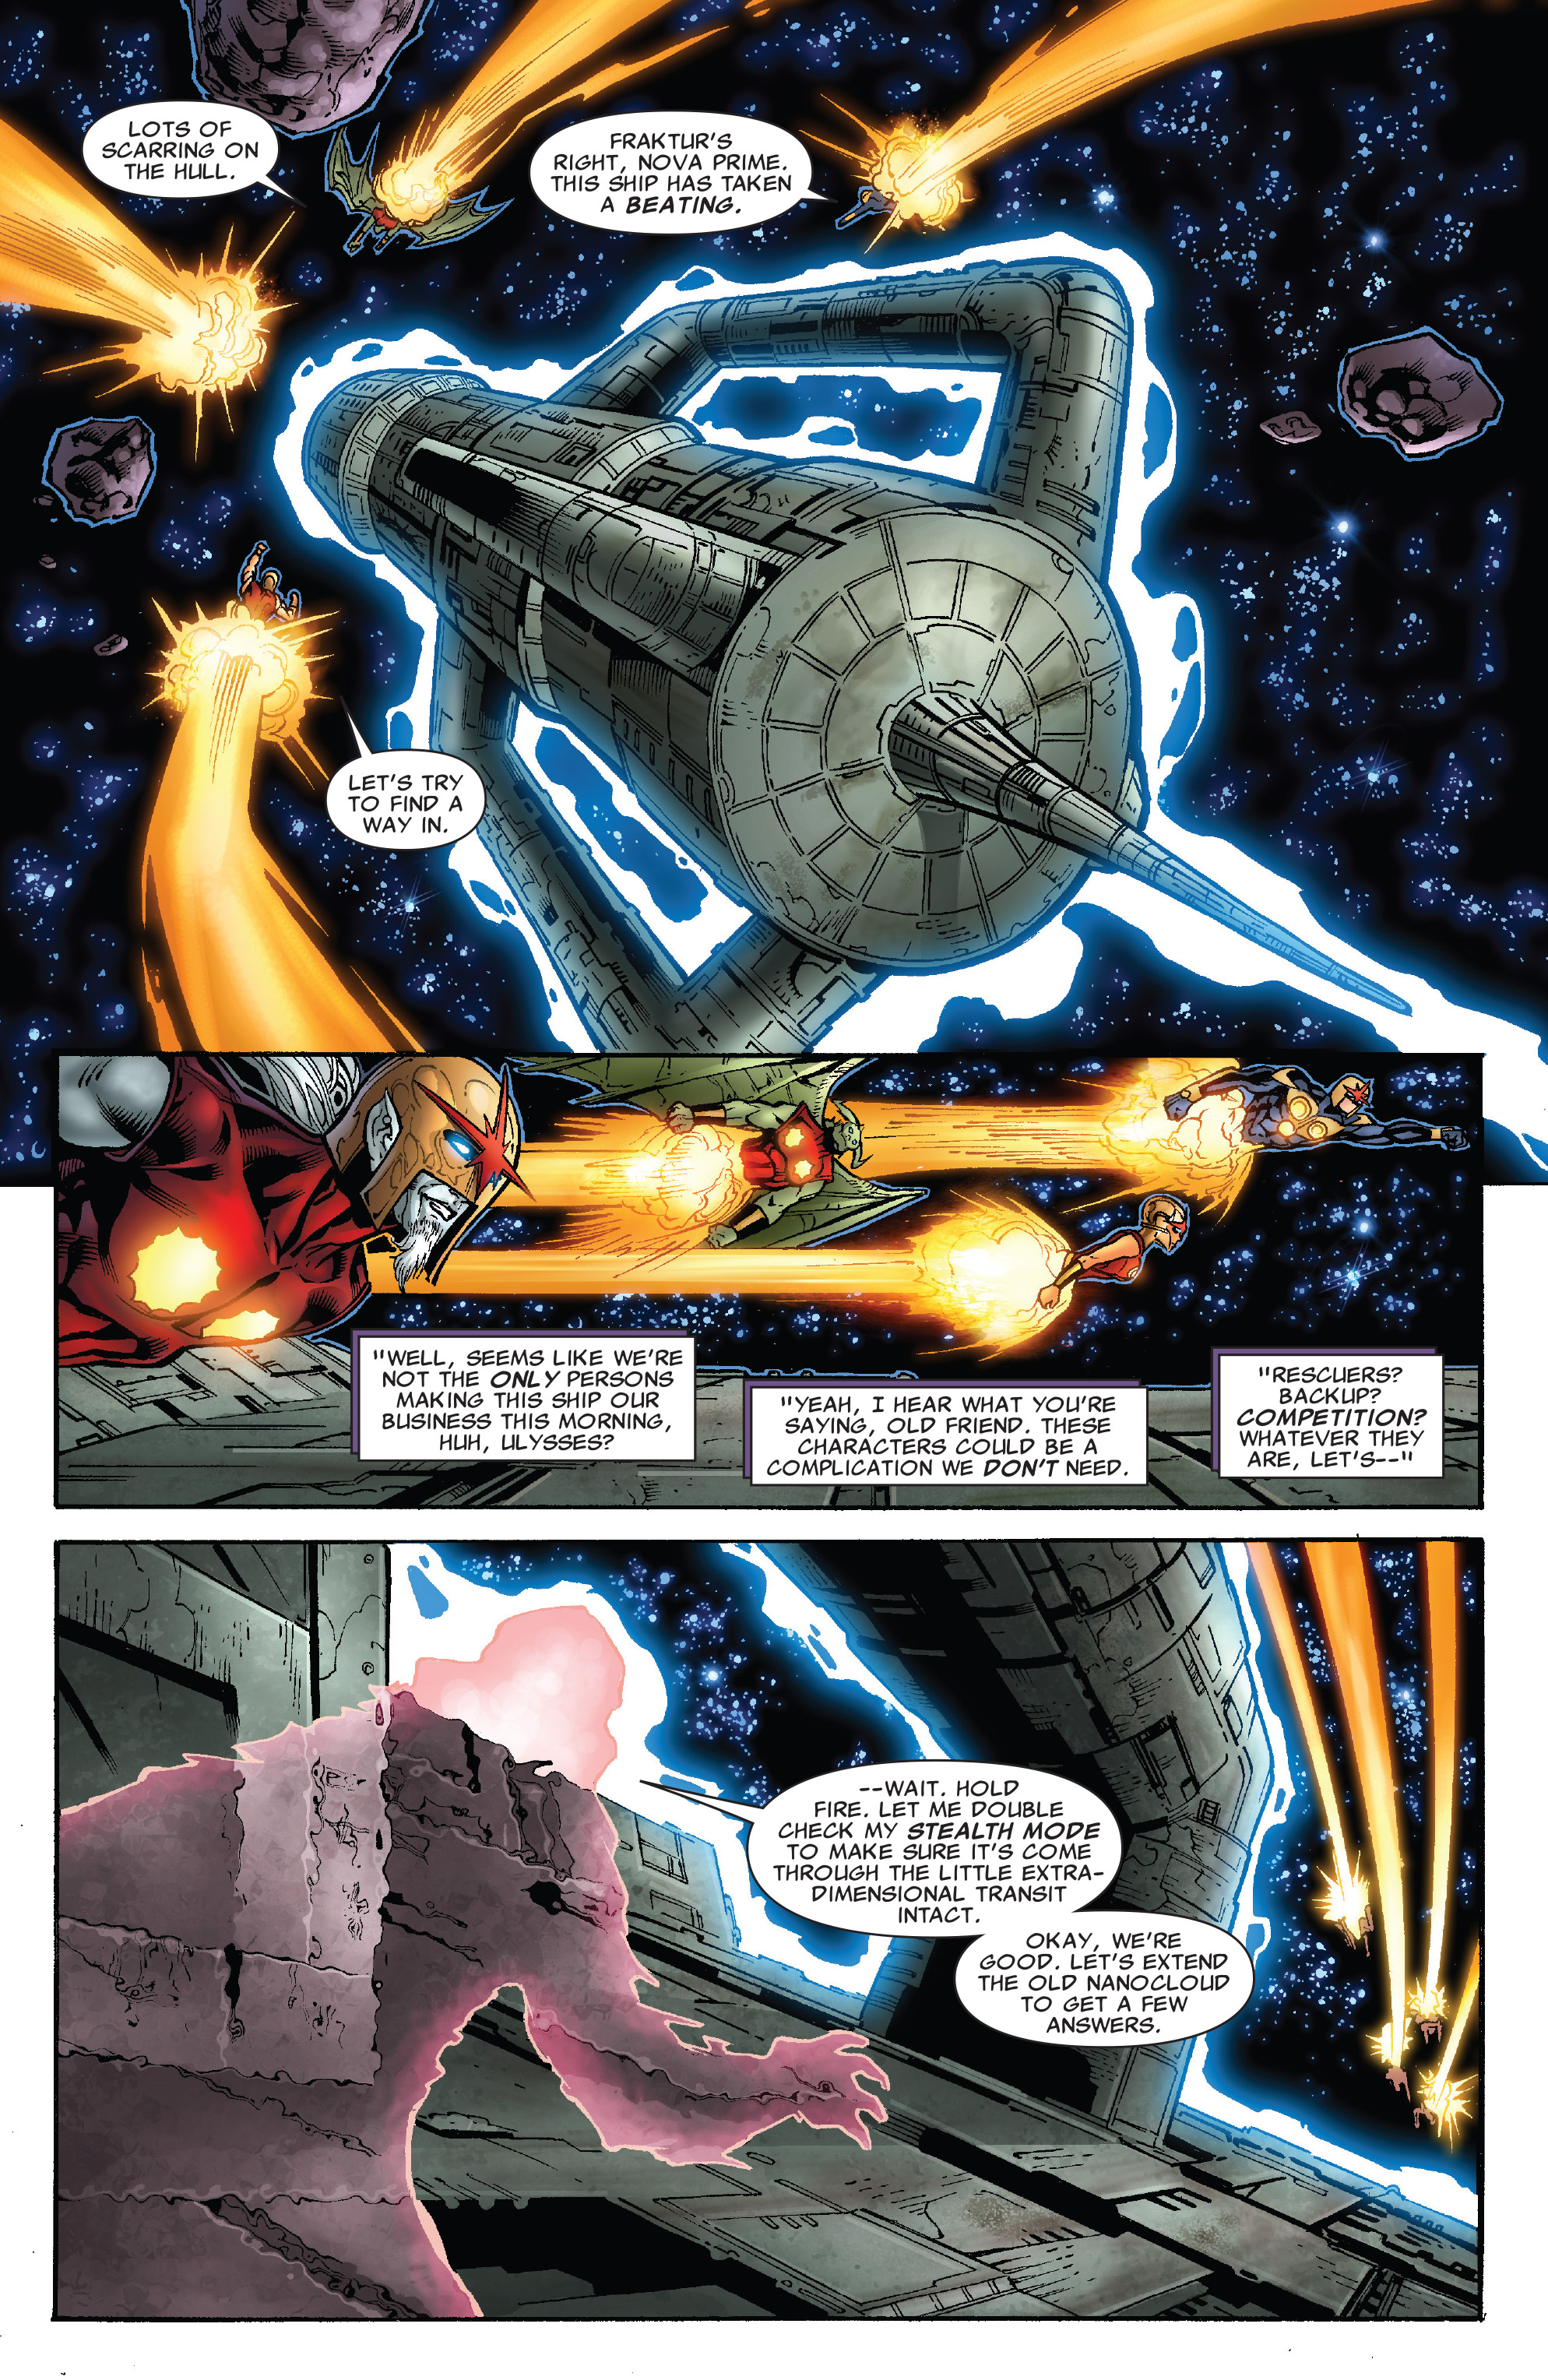 LOTS OF
SCARRING ON
THE HULL.
FRAKTUR'S
RIGHT, NOVA PRIME.
THIS SHIP HAS TAKEN
A BEATING.
LET'S TRY
TO FIND A
WAY IN.
"WELL, SEEMS LIKE WE'RE
NOT THE ONLY PERSONS
MAKING THIS SHIP OUR
BUSINESS THIS MORNING,
HUH, ULYSSES?
"YEAH, I HEAR WHAT YOU'RE
SAYING, OLD FRIEND. THESE
CHARACTERS COULD BE A
COMPLICATION WE DON'T NEED.
"RESCUERS?
BACKUP?
COMPETITION?
WHATEVER THEY
ARE, LET'S--"
--WAIT. HOLD
FIRE. LET ME DOUBLE
CHECK MY STEALTH MODE
TO MAKE SURE IT'S COME
THROUGH THE LITTLE EXTRA-
DIMENSIONAL TRANSIT
INTACT.
OKAY, WE'RE
GOOD. LET'S EXTEND
THE OLD NANOCLOUD
TO GET A FEW
ANSWERS.